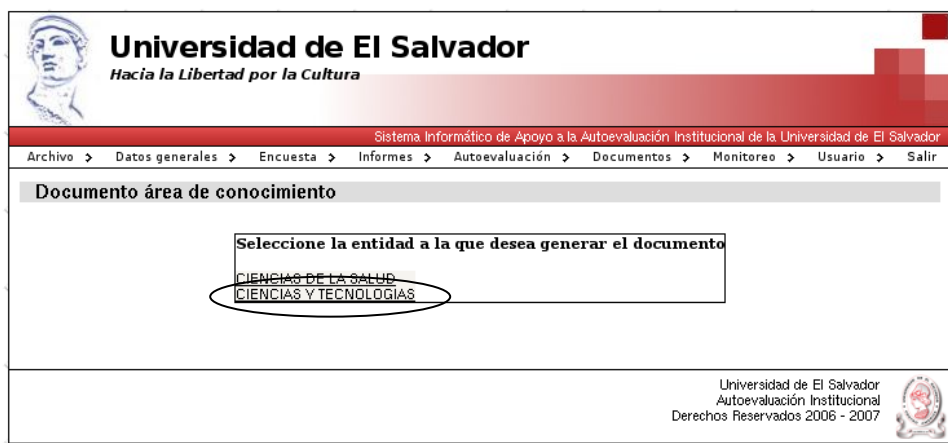 Universidad de El Salvador
Hacia la Libertad por la Cultura
Sistema Informático de Apoyo a la Autoevaluación Institucional de la Universidad de El Salvador
Archivo > Datos generales > Encuesta > Informes > Autoevaluación > Documentos > Monitoreo > Usuario > Salir
Documento área de conocimiento
Seleccione la entidad a la que desea generar el documento
CIENCIAS DE LA SALUD
CIENCIAS Y TECNOLOGIAS
Universidad de El Salvador
Autoevaluación Institucional
Derechos Reservados 2006 - 2007